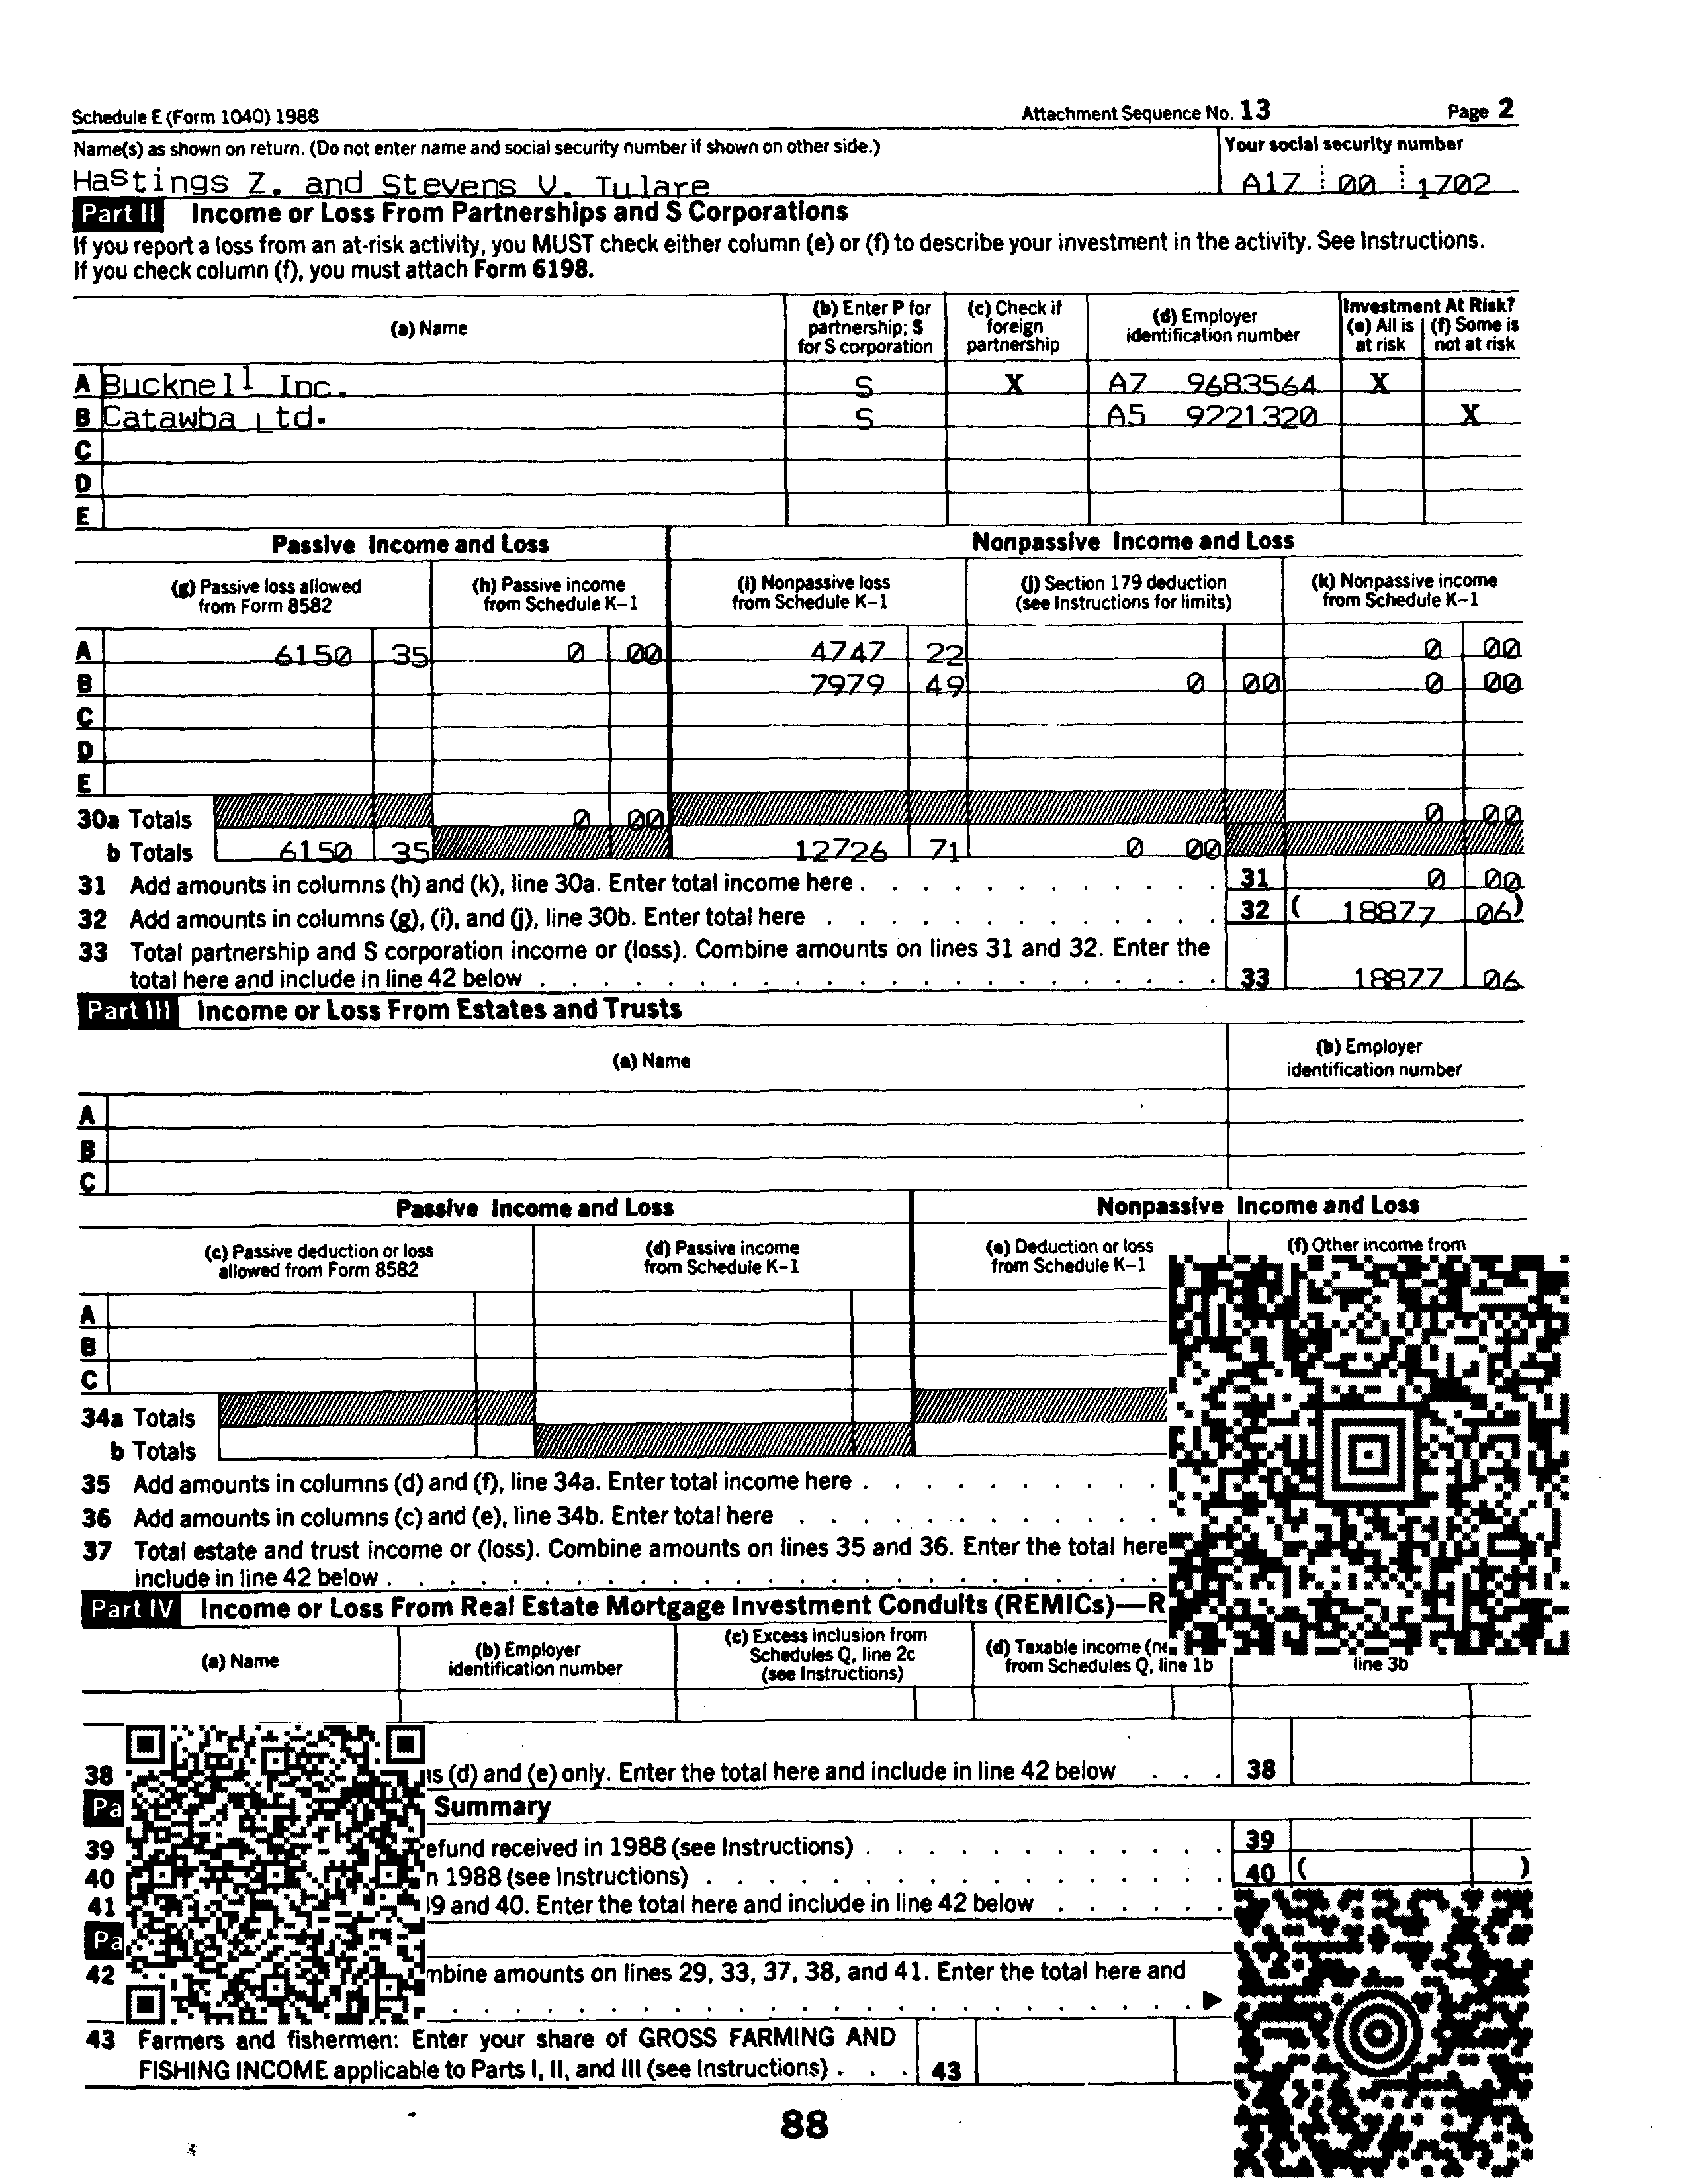 Schedule E (Form 1040) 1988 Attachment Sequence No. 13 Page 2
Name(s) as shown on return. (Do not enter name and social security number if shown on other side.) Your social security number
Hastings Z. and Stevens V. Tulare A17 00 1702
Part II Income or Loss From Partnerships and S Corporations
If you report a loss from an at-risk activity, you MUST check either column (e) or (f) to describe your investment in the activity. See Instructions.
If you check column (f), you must attach Form 6198.
(a) Name
(b) Enter P for partnership; S for S corporation
(c) Check if foreign partnership
(d) Employer identification number
Investment At Risk?
(e) All is at risk
(f) Some is not at risk
A Bucknell Inc. S X A7 9683564 X
B Catawba Ltd. S A5 9221320 X
C
D
E
Passive Income and Loss Nonpassive Income and Loss
(g) Passive loss allowed from Form 8582
(h) Passive income from Schedule K-1
(i) Nonpassive loss from Schedule K-1
(j) Section 179 deduction (see Instructions for limits)
(k) Nonpassive income from Schedule K-1
A 6150 35 0 00 4747 22 0 00
B 7979 49 0 00 0 00
C
D
E
30a Totals 0 00 0 00
b Totals 6150 35 12726 71 0 00
31 Add amounts in columns (h) and (k), line 30a. Enter total income here . 31 0 00
32 Add amounts in columns (g), (i), and (j), line 30b. Enter total here 32 ( 18877 06)
33 Total partnership and S corporation income or (loss). Combine amounts on lines 31 and 32. Enter the
total here and include in line 42 below . 33 18877 06
Part III Income or Loss From Estates and Trusts
(a) Name
(b) Employer identification number
A
B
C
Passive Income and Loss Nonpassive Income and Loss
(c) Passive deduction or loss allowed from Form 8582
(d) Passive income from Schedule K-1
(e) Deduction or loss from Schedule K-1
(f) Other income from
A
B
C
34a Totals
b Totals
35 Add amounts in columns (d) and (f), line 34a. Enter total income here .
36 Add amounts in columns (c) and (e), line 34b. Enter total here
37 Total estate and trust income or (loss). Combine amounts on lines 35 and 36. Enter the total here
include in line 42 below .
Part IV Income or Loss From Real Estate Mortgage Investment Conduits (REMICs)—R
(a) Name
(b) Employer identification number
(c) Excess inclusion from Schedules Q, line 2c (see Instructions)
(d) Taxable income (ne
from Schedules Q, line 1b
line 3b
38 ns (d) and (e) only. Enter the total here and include in line 42 below 38
Pa Summary
39 efund received in 1988 (see Instructions) . 39
40 n 1988 (see Instructions) . 40 ( )
41 39 and 40. Enter the total here and include in line 42 below
Pa
42 mbine amounts on lines 29, 33, 37, 38, and 41. Enter the total here and
43 Farmers and fishermen: Enter your share of GROSS FARMING AND
FISHING INCOME applicable to Parts I, II, and III (see Instructions) . 43
88